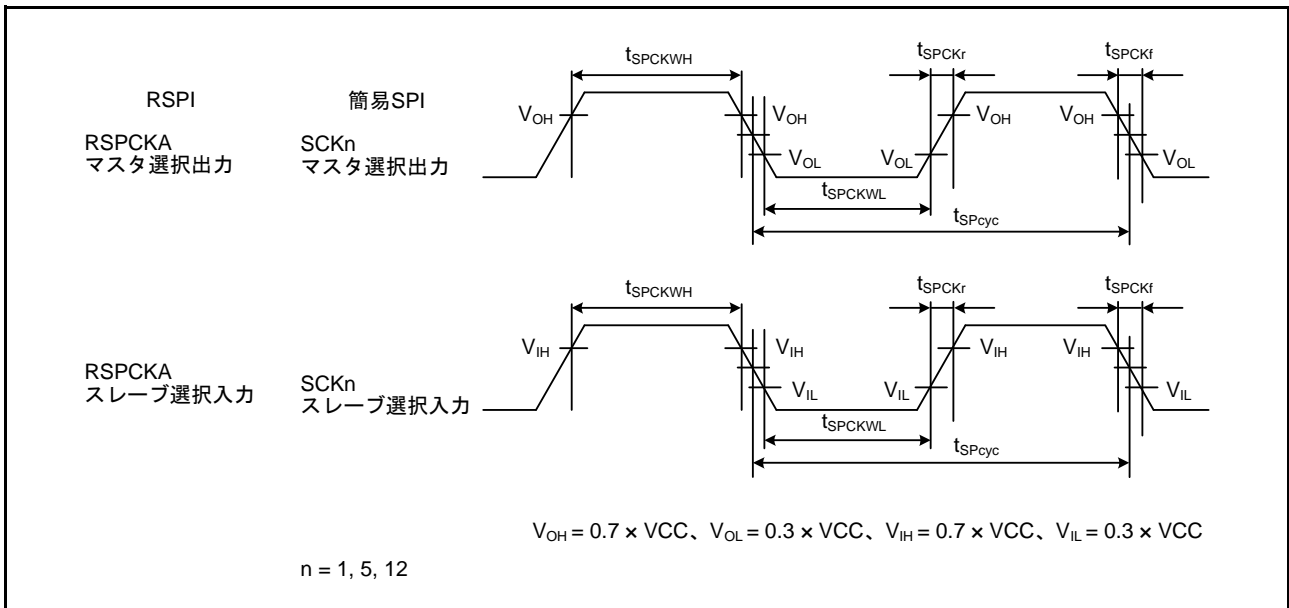 RSPI
簡易SPI
RSPCKA
マスタ選択出力
SCKn
マスタ選択出力
tSPCKWH
tSPCKr
tSPCKf
VOH
VOH
VOH
VOH
VOL
VOL
VOL
tSPCKWL
tSPcyc
RSPCKA
スレーブ選択入力
SCKn
スレーブ選択入力
tSPCKWH
tSPCKr
tSPCKf
VIH
VIH
VIH
VIH
VIL
VIL
VIL
tSPCKWL
tSPcyc
VOH = 0.7 × VCC、VOL = 0.3 × VCC、VIH = 0.7 × VCC、VIL = 0.3 × VCC
n = 1, 5, 12